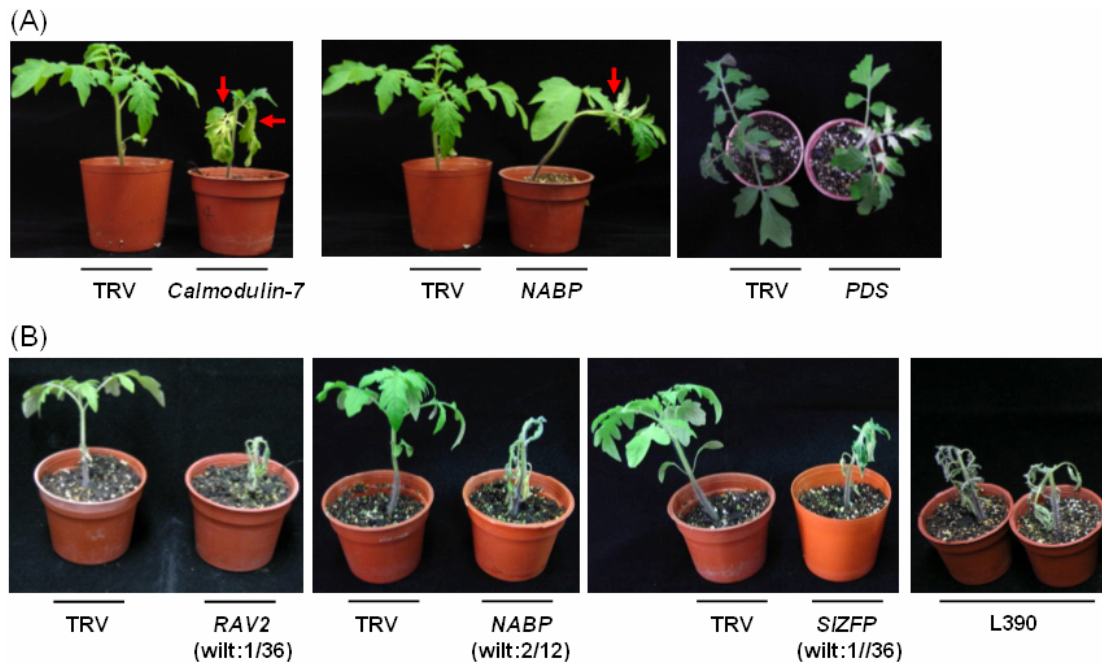 (A)
TRV Calmodulin-7 TRV NABP TRV PDS
(B)
TRV RAV2 TRV NABP TRV SlZFP L390
(wilt:1/36) (wilt:2/12) (wilt:1//36)